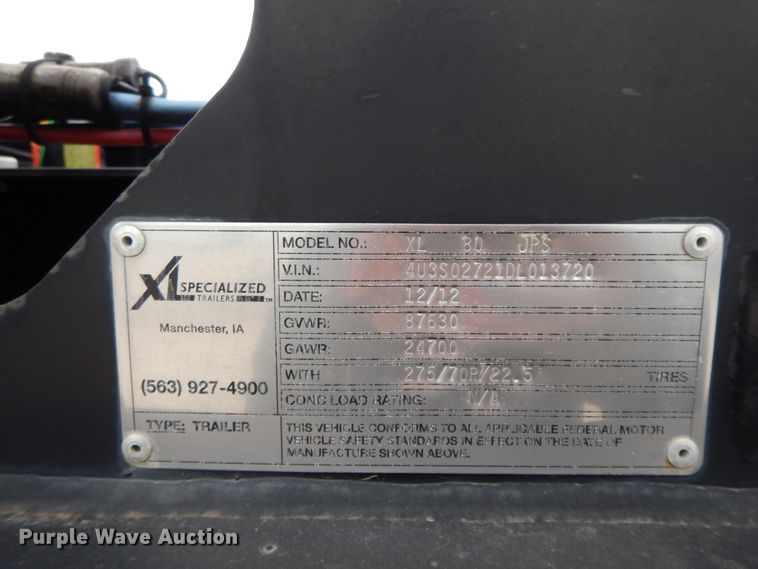 XL SPECIALIZED
TRAILERS
TM
Manchester, IA
(563) 927-4900
TYPE: TRAILER
MODEL NO.: XL 80 JPS
V.I.N.: 4U3S02721DL013720
DATE: 12/12
GVWR: 87630
GAWR: 24700
WITH 275/70R/22.5 TIRES
CONC LOAD RATING: N/A
THIS VEHICLE CONFORMS TO ALL APPLICABLE FEDERAL MOTOR
VEHICLE SAFETY STANDARDS IN EFFECT ON THE DATE OF
MANUFACTURE SHOWN ABOVE.
Purple Wave Auction